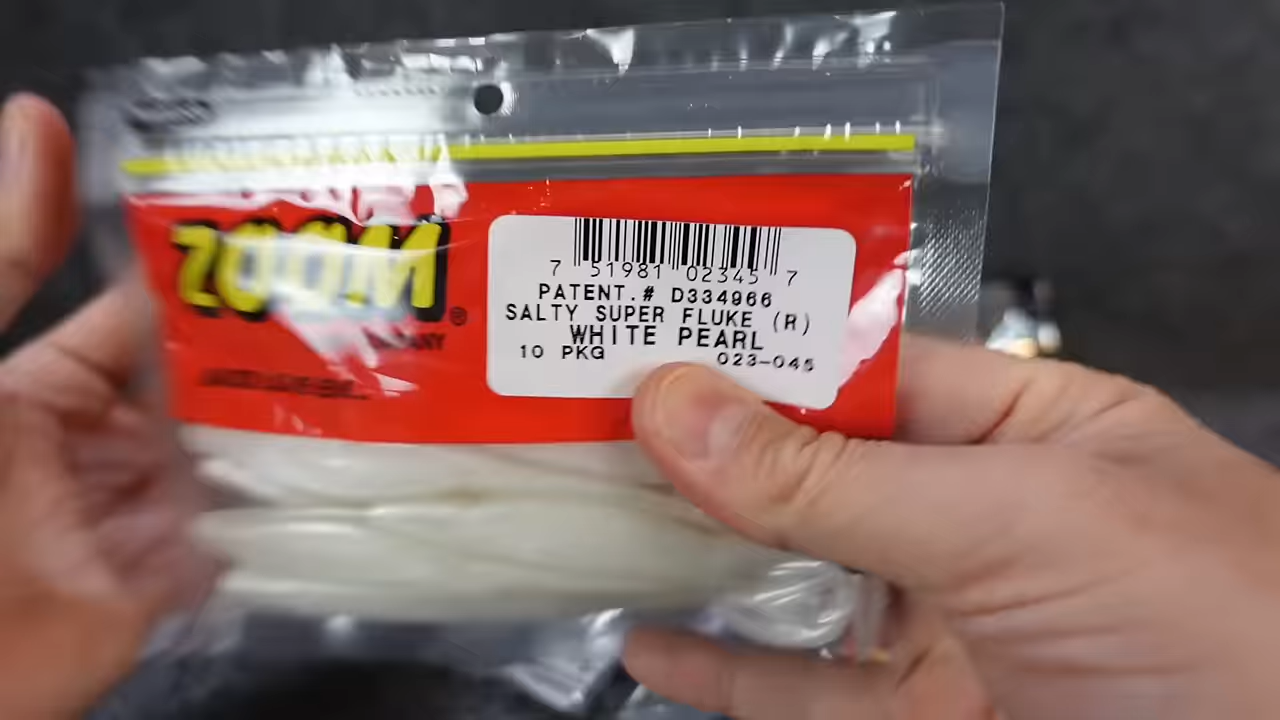 ZOOM®
7 51981 02345 7
PATENT.# D334966
SALTY SUPER FLUKE (R)
WHITE PEARL
10 PKG 023-045